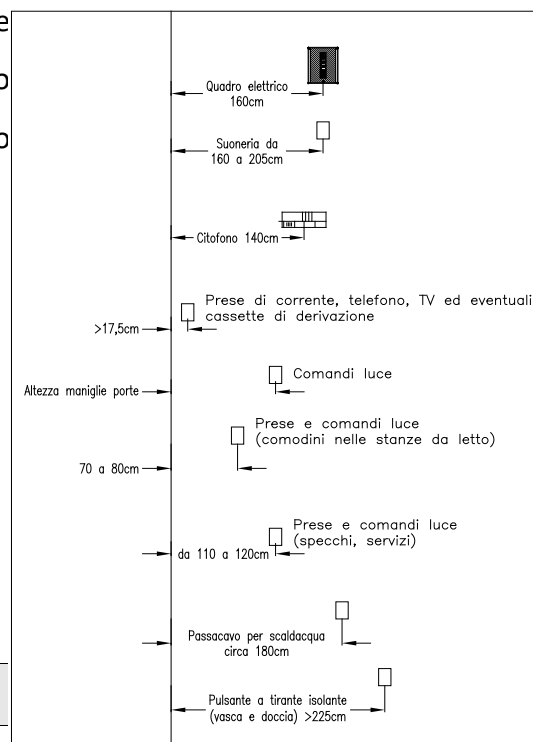 e
o
o
Quadro elettrico
160cm
Suoneria da
160 a 205cm
Citofono 140cm
Prese di corrente, telefono, TV ed eventuali
cassette di derivazione
>17,5cm
Comandi luce
Altezza maniglie porte
Prese e comandi luce
(comodini nelle stanze da letto)
70 a 80cm
Prese e comandi luce
(specchi, servizi)
da 110 a 120cm
Passacavo per scaldacqua
circa 180cm
Pulsante a tirante isolante
(vasca e doccia) >225cm